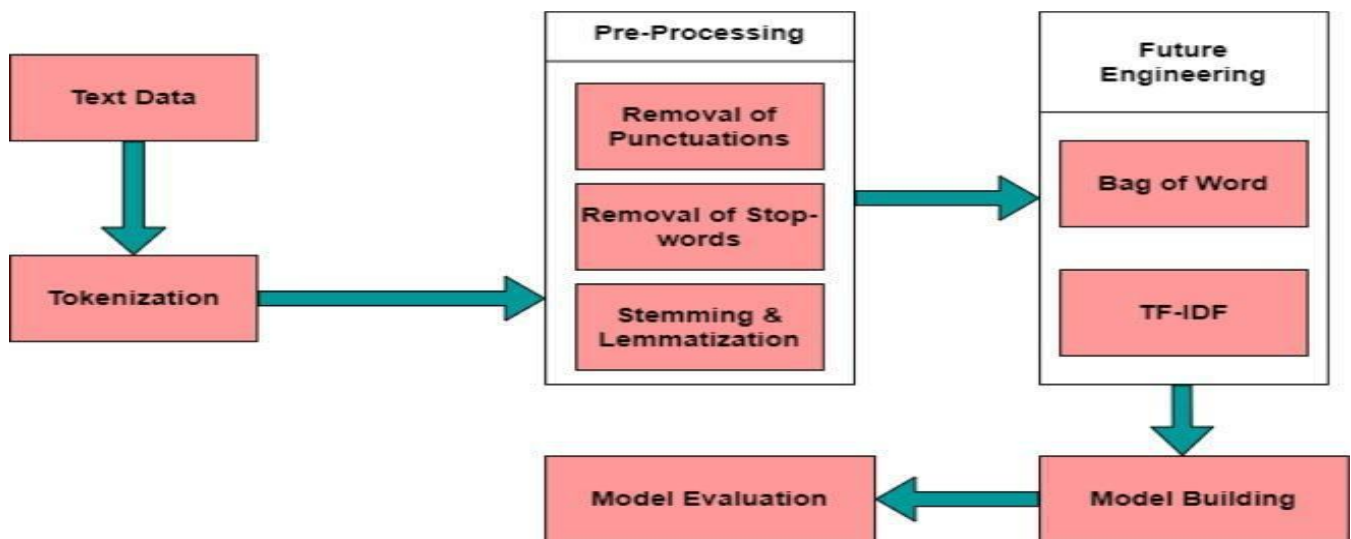 Text Data
Tokenization
Pre-Processing
Removal of
Punctuations
Removal of Stop-
words
Stemming &
Lemmatization
Future
Engineering
Bag of Word
TF-IDF
Model Building
Model Evaluation